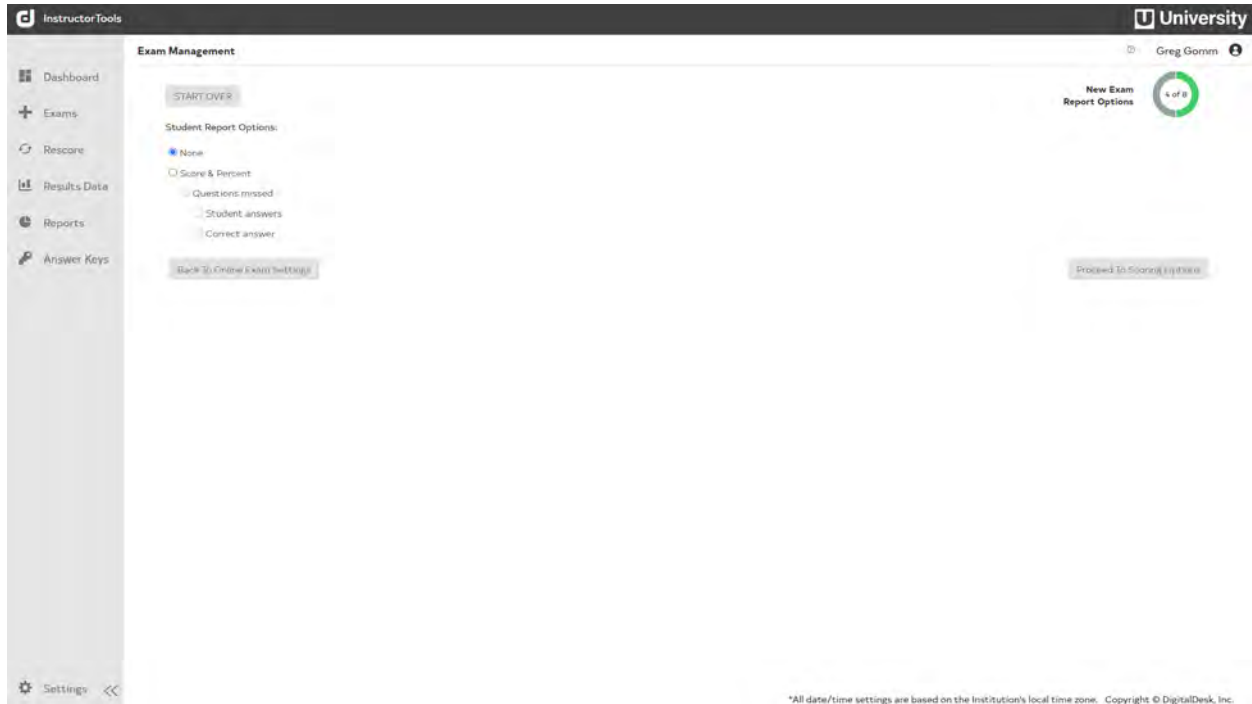 InstructorTools
University
Exam Management
Greg Gomm
Dashboard
Exams
Rescore
Results Data
Reports
Answer Keys
START OVER
New Exam
Report Options
4 of 8
Student Report Options:
None
Score & Percent
Questions missed
Student answers
Correct answer
Back To Online Exam Settings
Proceed To Scoring Options
Settings
*All date/time settings are based on the Institution's local time zone. Copyright © DigitalDesk, Inc.